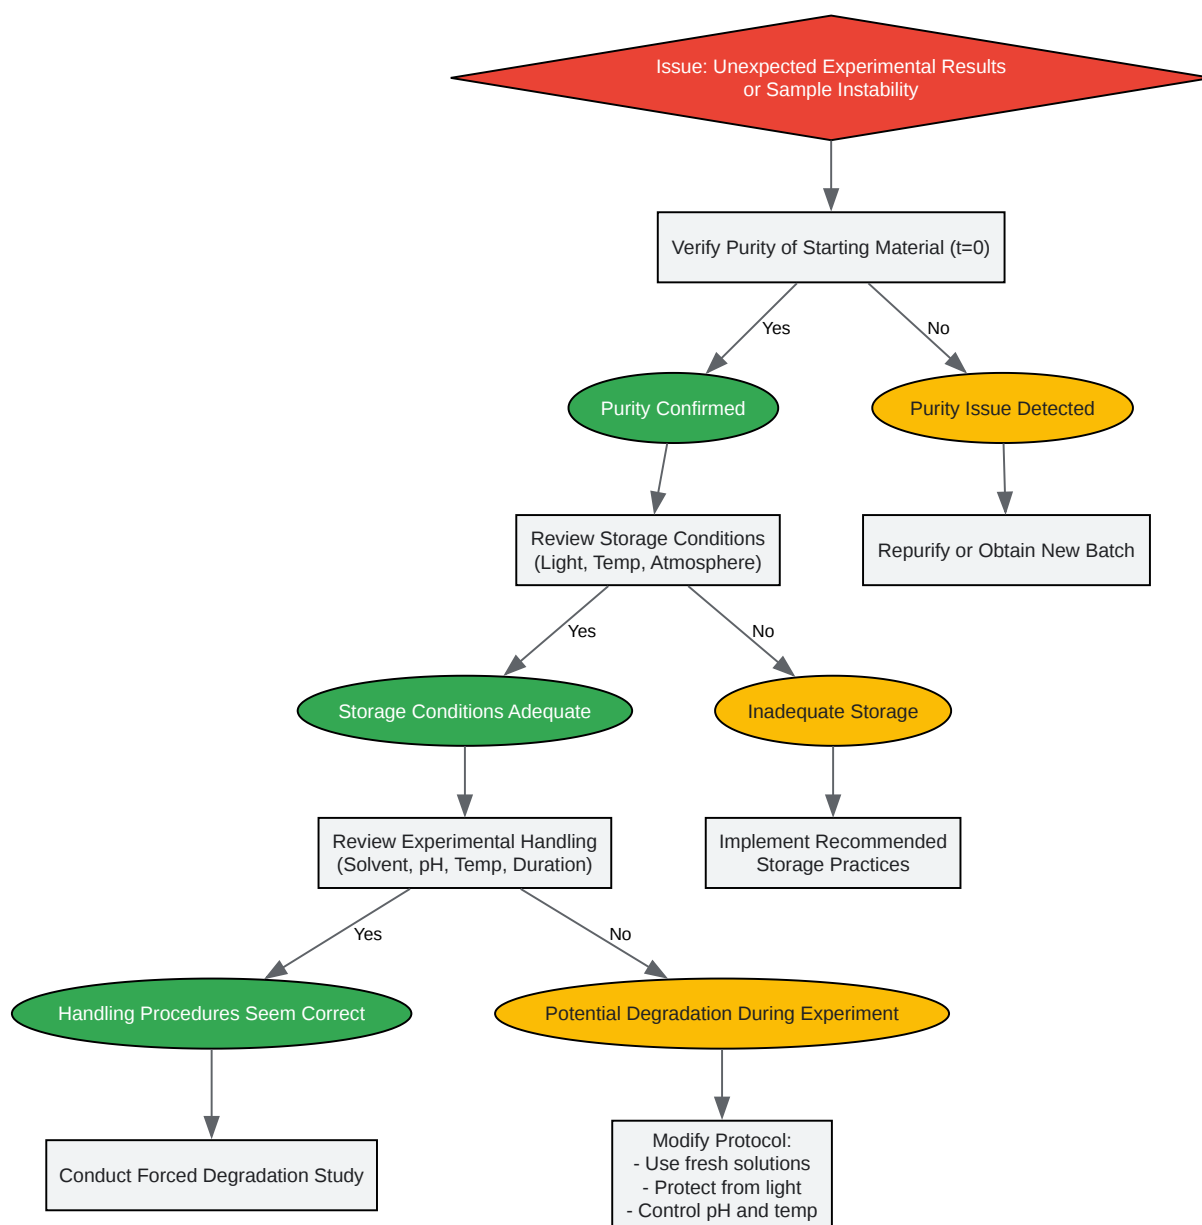 Issue: Unexpected Experimental Results
or Sample Instability
Verify Purity of Starting Material (t=0)
Yes
No
Purity Confirmed
Purity Issue Detected
Review Storage Conditions
(Light, Temp, Atmosphere)
Repurify or Obtain New Batch
Yes
No
Storage Conditions Adequate
Inadequate Storage
Review Experimental Handling
(Solvent, pH, Temp, Duration)
Implement Recommended
Storage Practices
Yes
No
Handling Procedures Seem Correct
Potential Degradation During Experiment
Conduct Forced Degradation Study
Modify Protocol:
- Use fresh solutions
- Protect from light
- Control pH and temp